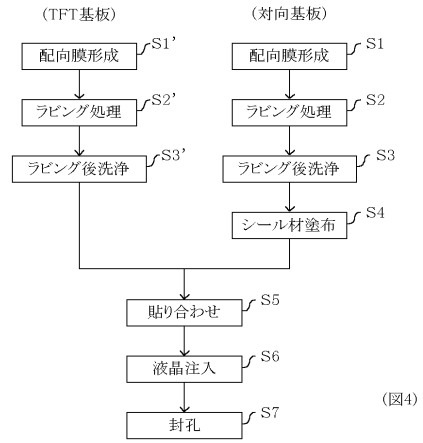 (TFT基板)
(対向基板)
配向膜形成 S1’
配向膜形成 S1
ラビング処理 S2’
ラビング処理 S2
ラビング後洗浄 S3’
ラビング後洗浄 S3
シール材塗布 S4
貼り合わせ S5
液晶注入 S6
封孔 S7
(図4)